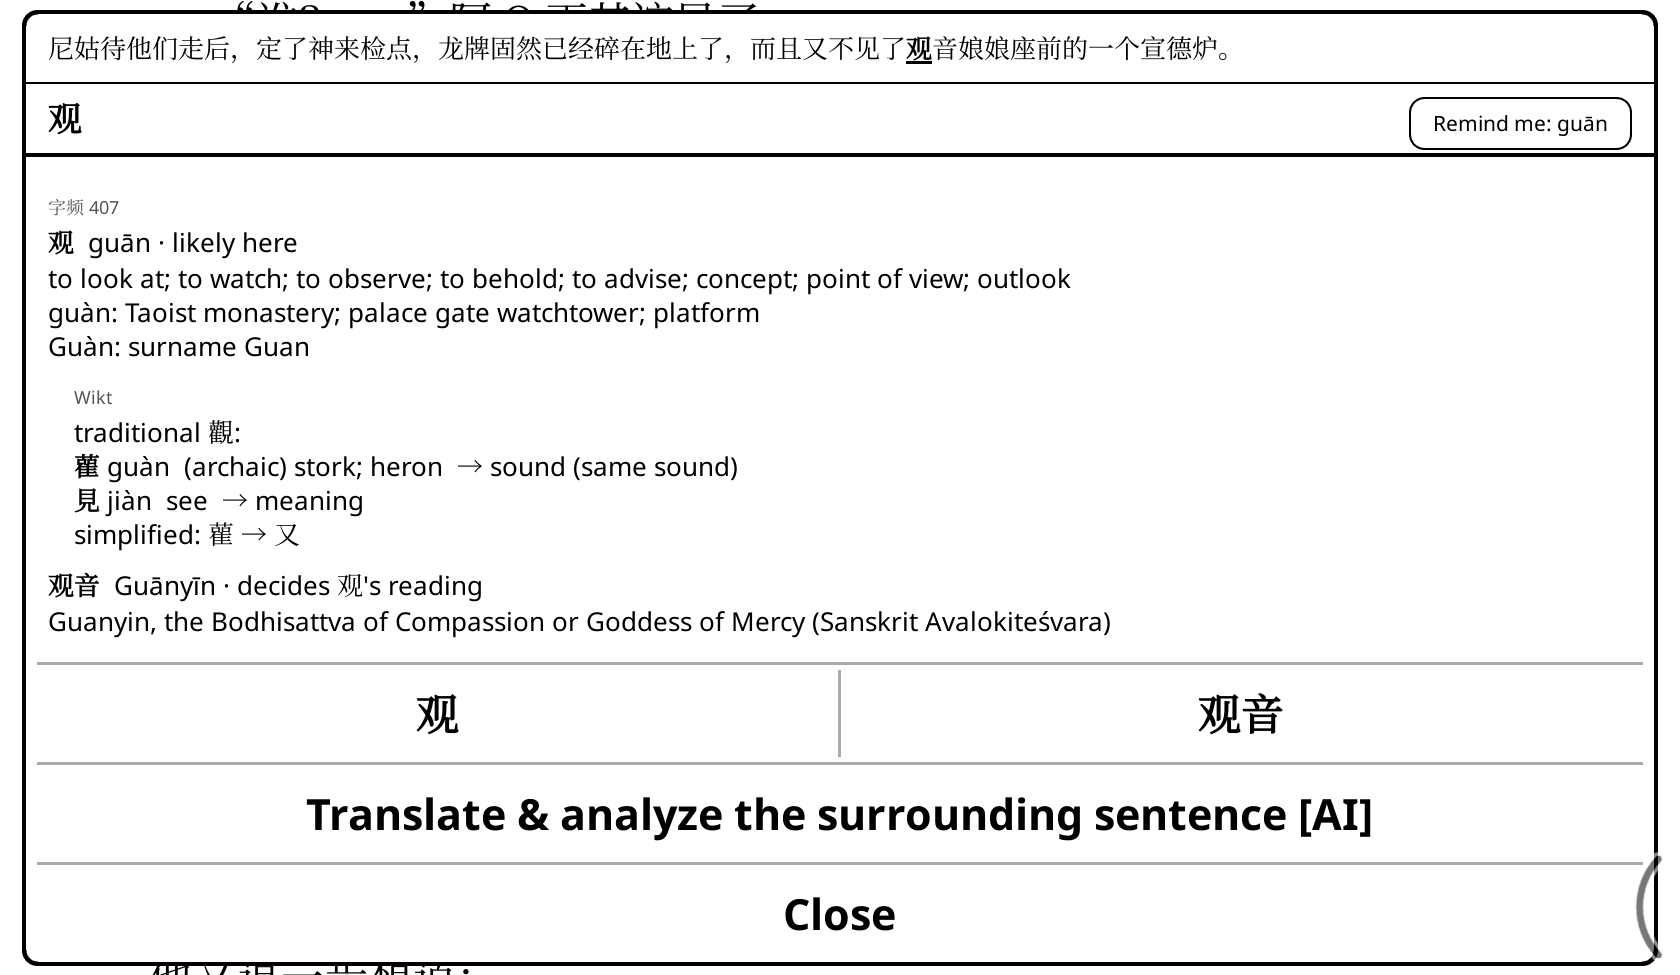 尼姑待他们走后，定了神来检点，龙牌固然已经碎在地上了，而且又不见了观音娘娘座前的一个宣德炉。
观
Remind me: guān
字频 407
观 guān · likely here
to look at; to watch; to observe; to behold; to advise; concept; point of view; outlook
guàn: Taoist monastery; palace gate watchtower; platform
Guàn: surname Guan
Wikt
traditional 觀:
雚 guàn (archaic) stork; heron → sound (same sound)
見 jiàn see → meaning
simplified: 雚 → 又
观音 Guānyīn · decides 观's reading
Guanyin, the Bodhisattva of Compassion or Goddess of Mercy (Sanskrit Avalokiteśvara)
观
观音
Translate & analyze the surrounding sentence [AI]
Close